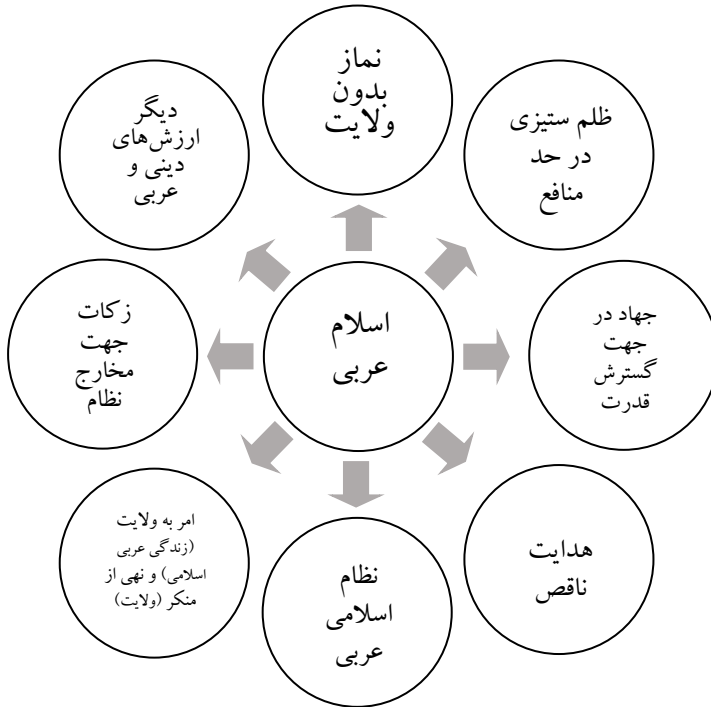 نماز
بدون
ولایت
ظلم ستیزی
در حد
منافع
جهاد در
جهت
گسترش
قدرت
هدایت
ناقص
نظام
اسلامی
عربی
امر به ولایت
(زندگی عربی
اسلامی) و نهی از
منکر (ولایت)
زکات
جهت
مخارج
نظام
دیگر
ارزش‌های
دینی و
عربی
اسلام
عربی